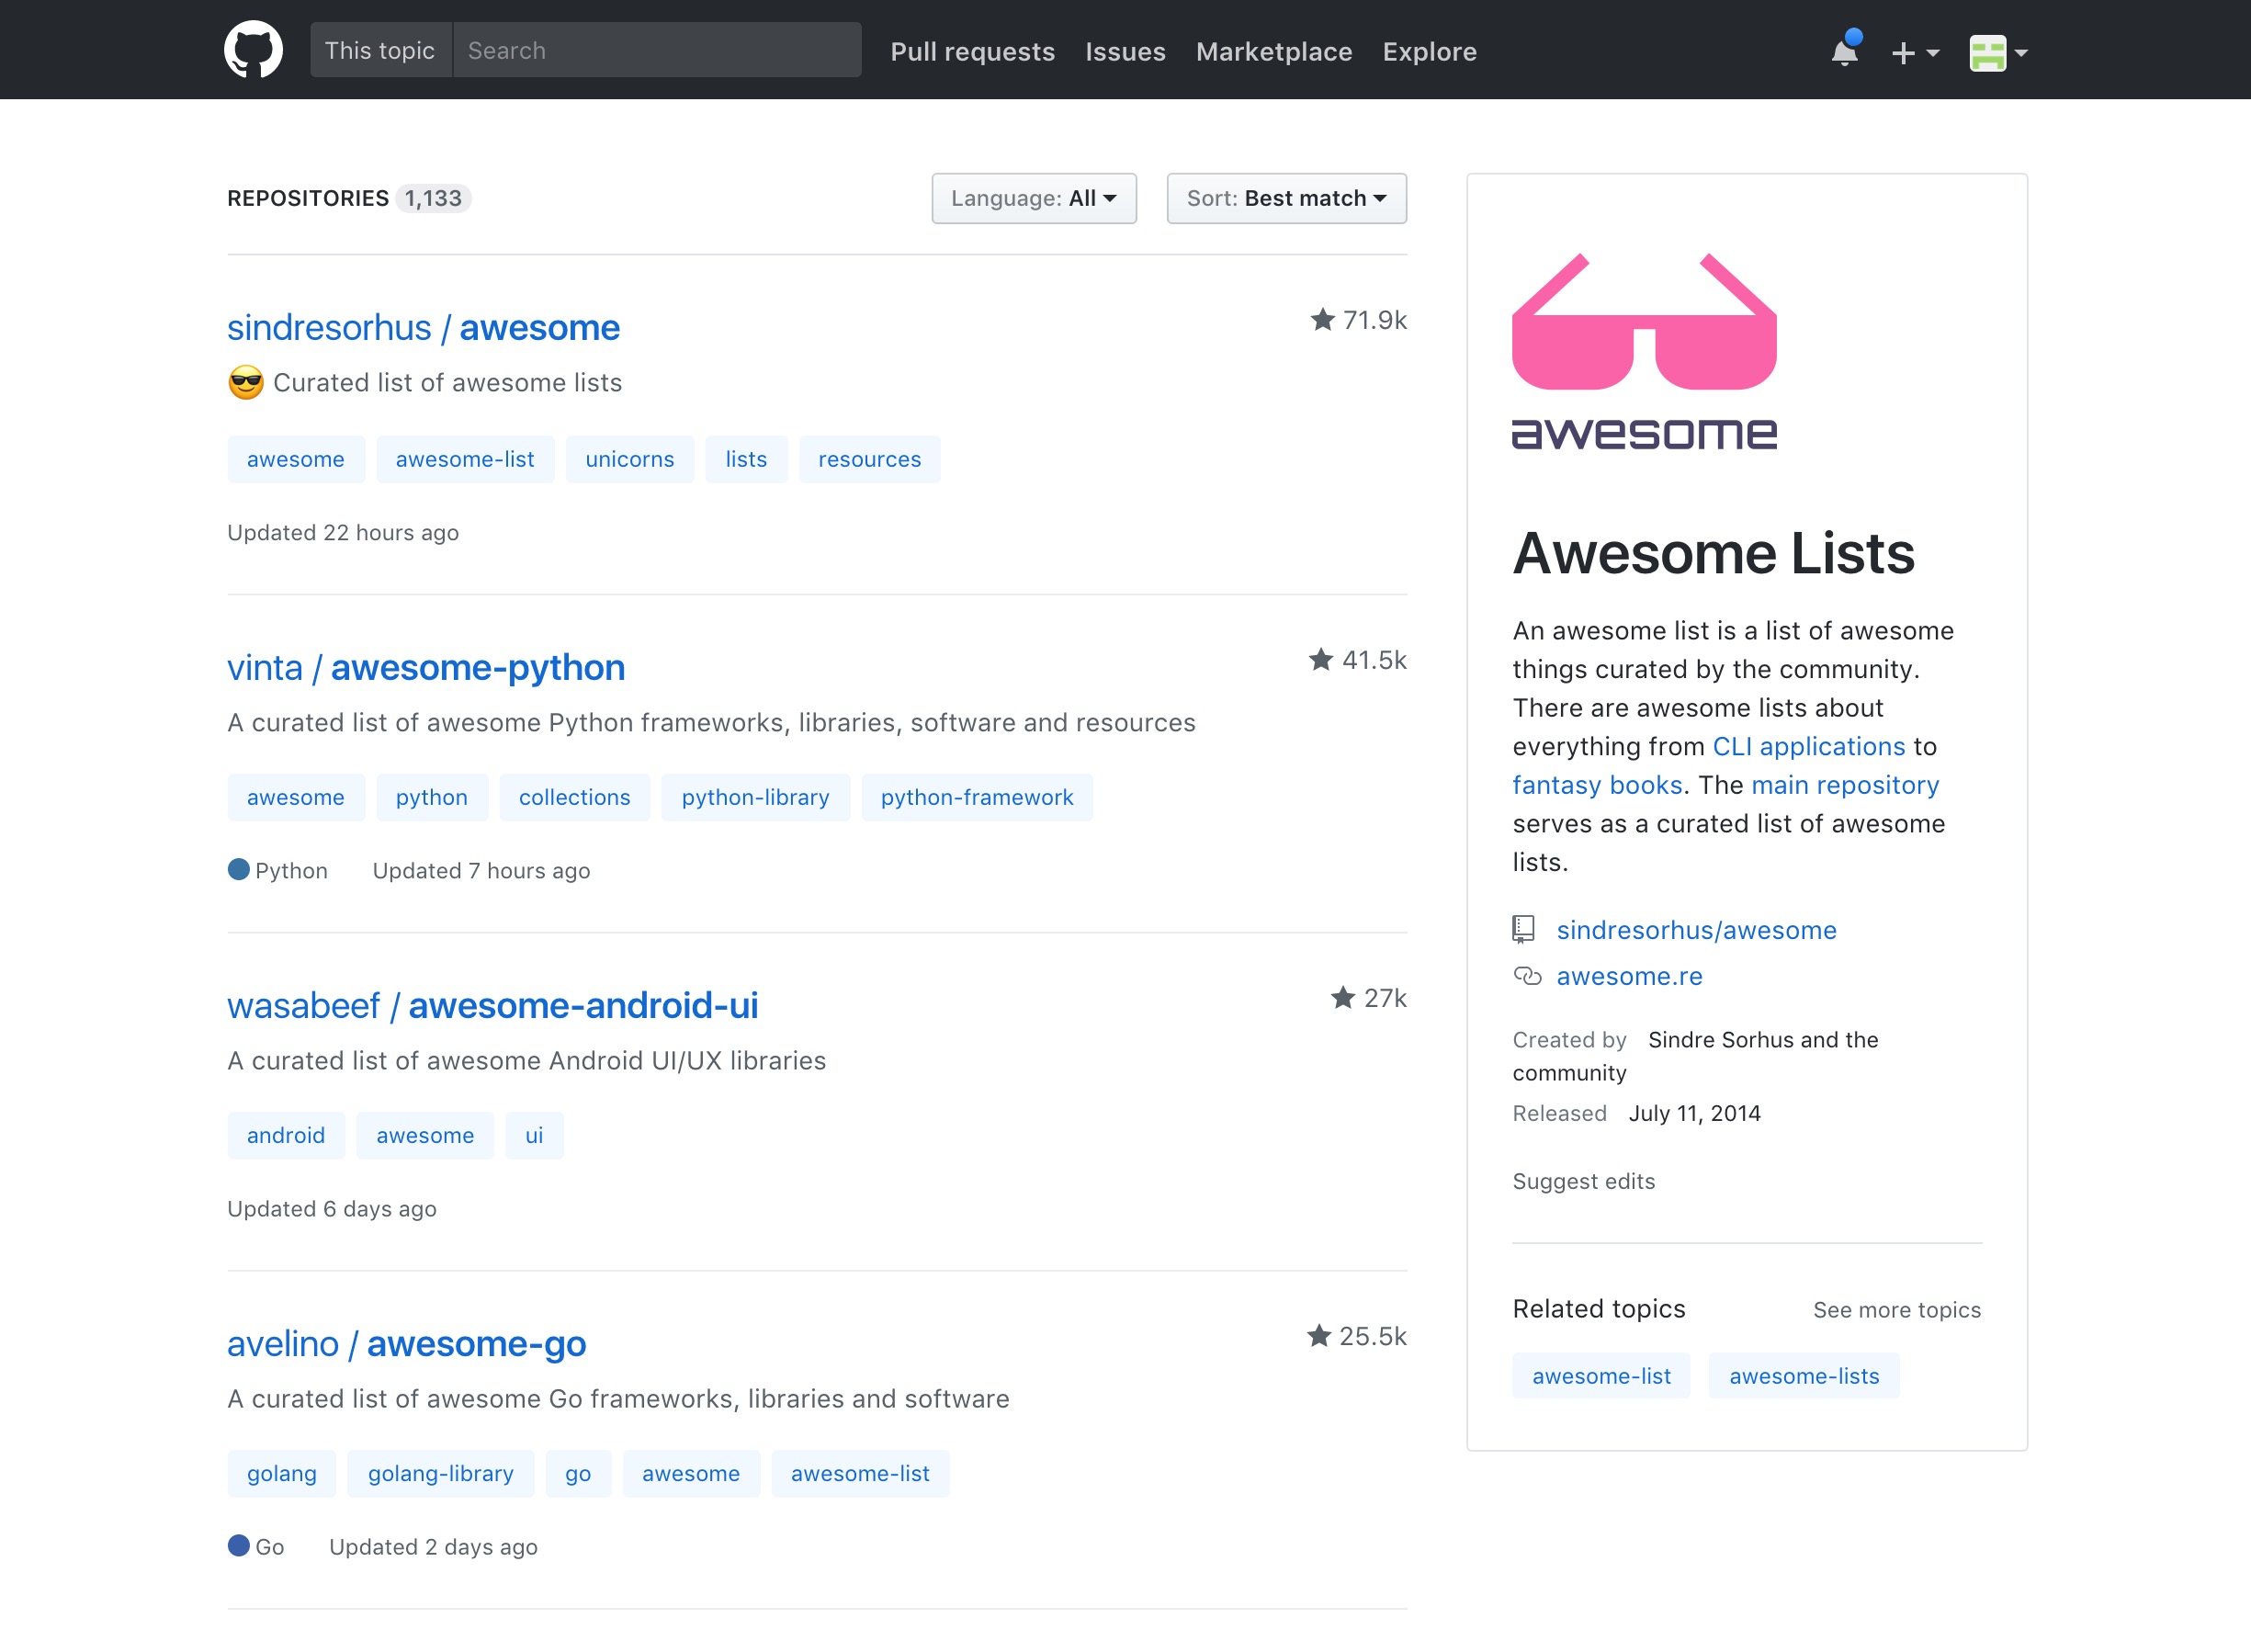 This topic Search Pull requests Issues Marketplace Explore
REPOSITORIES 1,133 Language: All Sort: Best match
sindresorhus / awesome 71.9k
😎 Curated list of awesome lists
awesome awesome-list unicorns lists resources
Updated 22 hours ago
vinta / awesome-python 41.5k
A curated list of awesome Python frameworks, libraries, software and resources
awesome python collections python-library python-framework
Python Updated 7 hours ago
wasabeef / awesome-android-ui 27k
A curated list of awesome Android UI/UX libraries
android awesome ui
Updated 6 days ago
avelino / awesome-go 25.5k
A curated list of awesome Go frameworks, libraries and software
golang golang-library go awesome awesome-list
Go Updated 2 days ago
awesome
Awesome Lists
An awesome list is a list of awesome
things curated by the community.
There are awesome lists about
everything from CLI applications to
fantasy books. The main repository
serves as a curated list of awesome
lists.
sindresorhus/awesome
awesome.re
Created by Sindre Sorhus and the
community
Released July 11, 2014
Suggest edits
Related topics See more topics
awesome-list awesome-lists